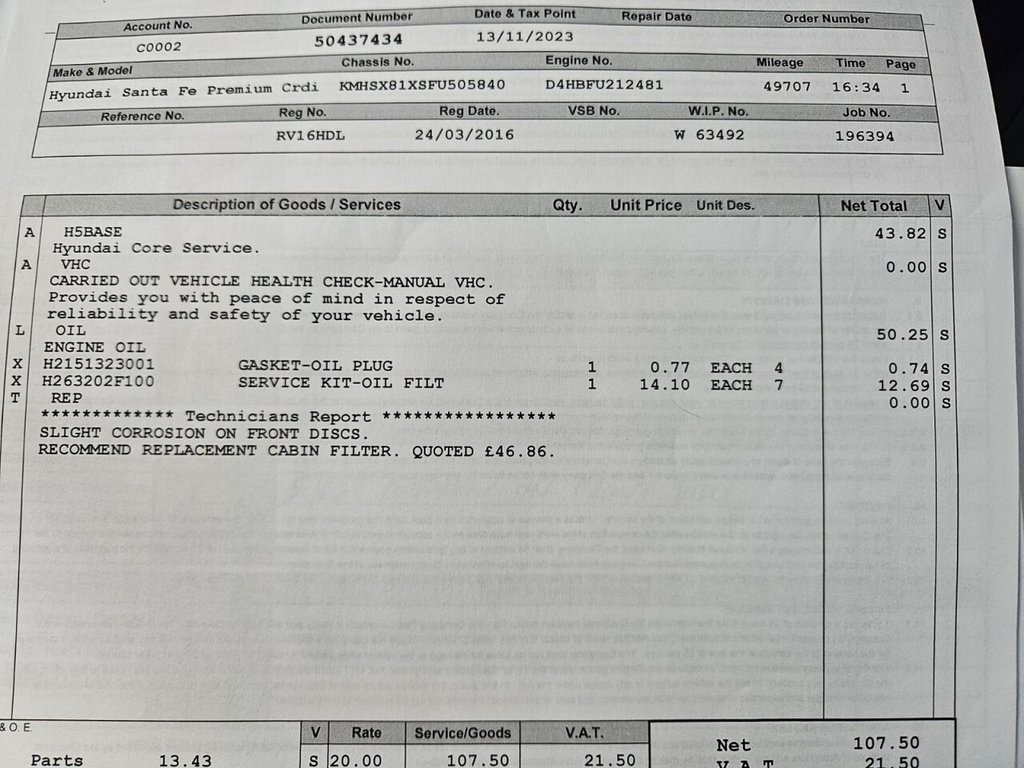 Account No. Document Number Date & Tax Point Repair Date Order Number
C0002 50437434 13/11/2023
Make & Model Chassis No. Engine No. Mileage Time Page
Hyundai Santa Fe Premium Crdi KMHSX81XSFU505840 D4HBFU212481 49707 16:34 1
Reference No. Reg No. Reg Date. VSB No. W.I.P. No. Job No.
RV16HDL 24/03/2016 W 63492 196394
Description of Goods / Services Qty. Unit Price Unit Des. Net Total V
A H5BASE 43.82 S
Hyundai Core Service.
A VHC 0.00 S
CARRIED OUT VEHICLE HEALTH CHECK-MANUAL VHC.
Provides you with peace of mind in respect of
reliability and safety of your vehicle.
L OIL 50.25 S
ENGINE OIL
X H2151323001 GASKET-OIL PLUG 1 0.77 EACH 4 0.74 S
X H263202F100 SERVICE KIT-OIL FILT 1 14.10 EACH 7 12.69 S
T REP 0.00 S
************* Technicians Report *****************
SLIGHT CORROSION ON FRONT DISCS.
RECOMMEND REPLACEMENT CABIN FILTER. QUOTED £46.86.
& O. E.
V Rate Service/Goods V.A.T.
Net 107.50
Parts 13.43 S 20.00 107.50 21.50
V A T 21.50